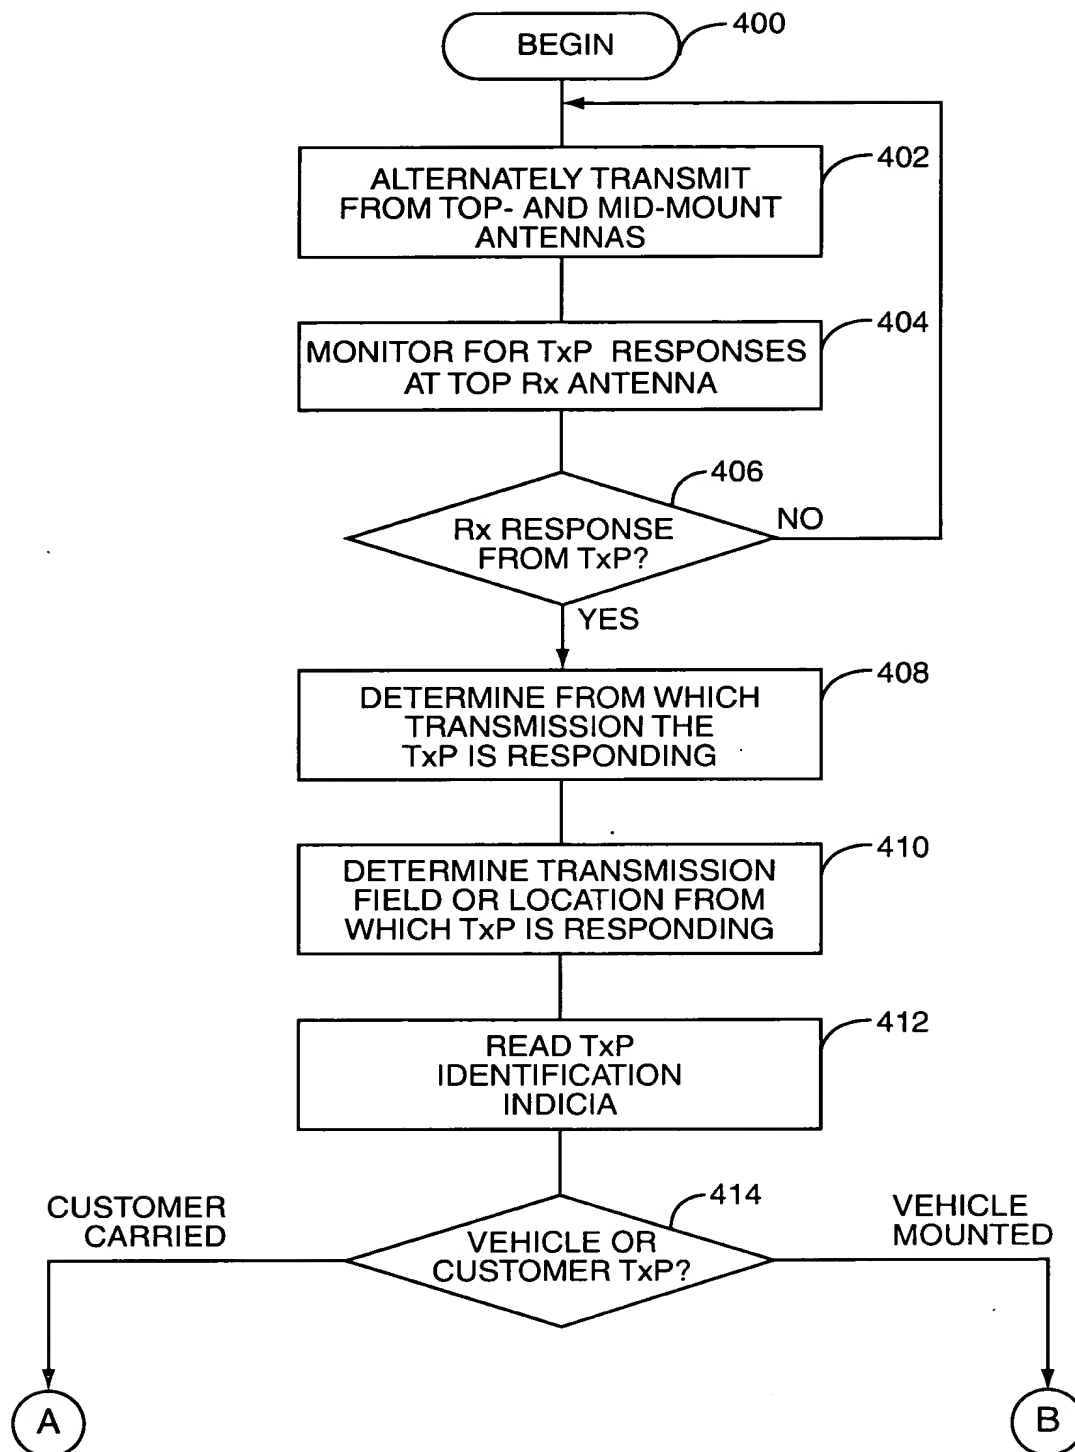 BEGIN
400
ALTERNATELY TRANSMIT
FROM TOP- AND MID-MOUNT
ANTENNAS
402
MONITOR FOR TxP RESPONSES
AT TOP Rx ANTENNA
404
406
Rx RESPONSE
FROM TxP?
NO
YES
DETERMINE FROM WHICH
TRANSMISSION THE
TxP IS RESPONDING
408
DETERMINE TRANSMISSION
FIELD OR LOCATION FROM
WHICH TxP IS RESPONDING
410
READ TxP
IDENTIFICATION
INDICIA
412
CUSTOMER
CARRIED
414
VEHICLE OR
CUSTOMER TxP?
VEHICLE
MOUNTED
A
B